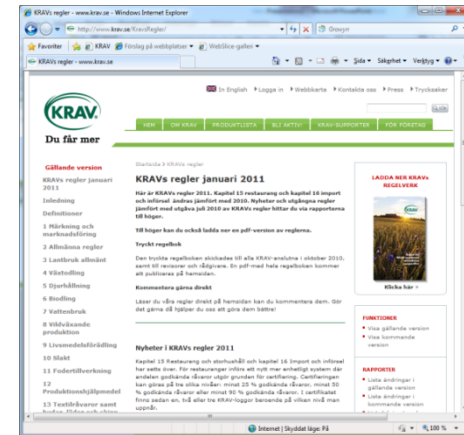 KRAVs regler - www.krav.se - Windows Internet Explorer
http://www.krav.se/KravsRegler/
Favoriter
KRAV
Förslag på webbplatser
WebSlice-galleri
KRAVs regler - www.krav.se
Sida
Säkerhet
Verktyg
In English
Logga in
Webbkarta
Kontakta oss
Press
Trycksaker
KRAV
Du får mer
HEM
OM KRAV
PRODUKTLISTA
BLI AKTIV!
KRAV-SUPPORTER
FÖR FÖRETAG
Startsida > KRAVs regler
Gällande version
KRAVs regler januari
2011
Inledning
Definitioner
1 Märkning och
marknadsföring
2 Allmänna regler
3 Lantbruk allmänt
4 Växtodling
5 Djurhållning
6 Biodling
7 Vattenbruk
8 Vildväxande
produktion
9 Livsmedelsförädling
10 Slakt
11 Fodertillverkning
12
Produktionshjälpmedel
13 Textilråvaror samt
KRAVs regler januari 2011
Här är KRAVs regler 2011. Kapitel 15 restaurang och kapitel 16 import
och införsel ändras jämfört med 2010. Nyheter och utgångna regler
jämfört med utgåva juli 2010 av KRAVs regler hittar du via rapporterna
till höger.
Till höger kan du också ladda ner en pdf-version av reglerna.
Tryckt regelbok
Den tryckta regelboken skickades till alla KRAV-anslutna i oktober 2010,
samt till revisorer och rådgivare. En pdf-med hela regelboken kommer
att publiceras på hemsidan.
Kommentera gärna direkt
Läser du våra regler direkt på hemsidan kan du kommentera dem. Gör
det gärna då hjälper du oss att göra dem bättre!
Nyheter i KRAVs regler 2011
Kapitel 15 Restaurang och storhushåll och kapitel 16 Import och införsel
har setts över. För restauranger införs ett nytt mer enhetligt system där
andelen godkända råvaror utgör grunden för certifiering. Certifieringen
kan göras på tre olika nivåer: minst 25 % godkända råvaror, minst 50
% godkända råvaror eller minst 90 % godkända råvaror. I certifikatet
finns sedan en, två eller tre KRAV-loggor beroende på vilken nivå man
uppnår.
LADDA NER KRAVs
REGELVERK
Klicka här >
FUNKTIONER
Visa gällande version
Visa kommande
version
RAPPORTER
Lista ändringar i
gällande version
Lista ändringar i
Internet | Skyddat läge: På
100 %